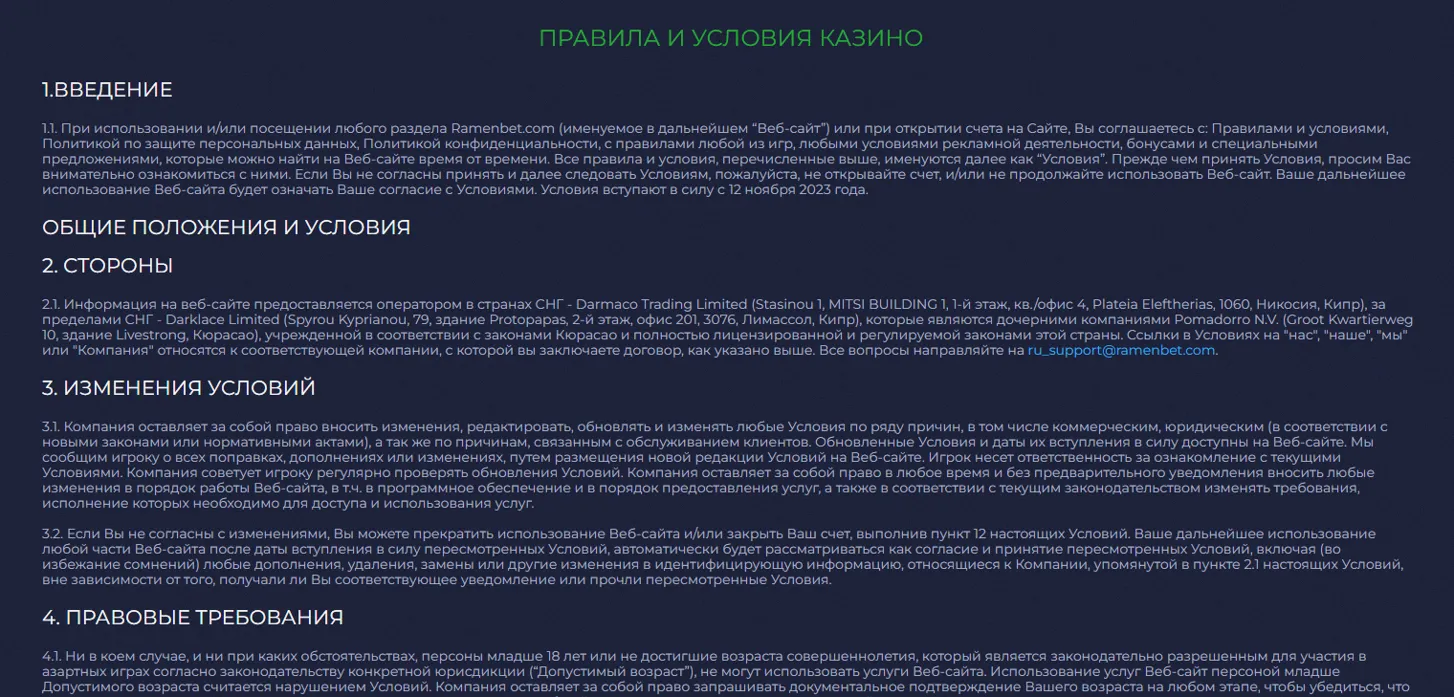 ПРАВИЛА И УСЛОВИЯ КАЗИНО
1.ВВЕДЕНИЕ
1.1. При использовании и/или посещении любого раздела Ramenbet.com (именуемое в дальнейшем “Веб-сайт”) или при открытии счета на Сайте, Вы соглашаетесь с: Правилами и условиями,
Политикой по защите персональных данных, Политикой конфиденциальности, с правилами любой из игр, любыми условиями рекламной деятельности, бонусами и специальными
предложениями, которые можно найти на Веб-сайте время от времени. Все правила и условия, перечисленные выше, именуются далее как “Условия”. Прежде чем принять Условия, просим Вас
внимательно ознакомиться с ними. Если Вы не согласны принять и далее следовать Условиям, пожалуйста, не открывайте счет, и/или не продолжайте использовать Веб-сайт. Ваше дальнейшее
использование Веб-сайта будет означать Ваше согласие с Условиями. Условия вступают в силу с 12 ноября 2023 года.
ОБЩИЕ ПОЛОЖЕНИЯ И УСЛОВИЯ
2. СТОРОНЫ
2.1. Информация на веб-сайте предоставляется оператором в странах СНГ - Darmaco Trading Limited (Stasinou 1, MITSI BUILDING 1, 1-й этаж, кв./офис 4, Plateia Eleftherias, 1060, Никосия, Кипр), за
пределами СНГ - Darklace Limited (Spyrou Kyprianou, 79, здание Protopapas, 2-й этаж, офис 201, 3076, Лимассол, Кипр), которые являются дочерними компаниями Pomadorro N.V. (Groot Kwartierweg
10, здание Livestrong, Кюрасао), учрежденной в соответствии с законами Кюрасао и полностью лицензированной и регулируемой законами этой страны. Ссылки в Условиях на "нас", "наше", "мы"
или "Компания" относятся к соответствующей компании, с которой вы заключаете договор, как указано выше. Все вопросы направляйте на ru_support@ramenbet.com.
3. ИЗМЕНЕНИЯ УСЛОВИЙ
3.1. Компания оставляет за собой право вносить изменения, редактировать, обновлять и изменять любые Условия по ряду причин, в том числе коммерческим, юридическим (в соответствии с
новыми законами или нормативными актами), а так же по причинам, связанным с обслуживанием клиентов. Обновленные Условия и даты их вступления в силу доступны на Веб-сайте. Мы
сообщим игроку о всех поправках, дополнениях или изменениях, путем размещения новой редакции Условий на Веб-сайте. Игрок несет ответственность за ознакомление с текущими
Условиями. Компания советует игроку регулярно проверять обновления Условий. Компания оставляет за собой право в любое время и без предварительного уведомления вносить любые
изменения в порядок работы Веб-сайта, в т.ч. в программное обеспечение и в порядок предоставления услуг, а также в соответствии с текущим законодательством изменять требования,
исполнение которых необходимо для доступа и использования услуг.
3.2. Если Вы не согласны с изменениями, Вы можете прекратить использование Веб-сайта и/или закрыть Ваш счет, выполнив пункт 12 настоящих Условий. Ваше дальнейшее использование
любой части Веб-сайта после даты вступления в силу пересмотренных Условий, автоматически будет рассматриваться как согласие и принятие пересмотренных Условий, включая (во
избежание сомнений) любые дополнения, удаления, замены или другие изменения в идентифицирующую информацию, относящиеся к Компании, упомянутой в пункте 2.1 настоящих Условий,
вне зависимости от того, получали ли Вы соответствующее уведомление или прочли пересмотренные Условия.
4. ПРАВОВЫЕ ТРЕБОВАНИЯ
4.1. Ни в коем случае, и ни при каких обстоятельствах, персоны младше 18 лет или не достигшие возраста совершеннолетия, который является законодательно разрешенным для участия в
азартных играх согласно законодательству конкретной юрисдикции (“Допустимый возраст”), не могут использовать услуги Веб-сайта. Использование услуг Веб-сайт персоной младше
Допустимого возраста считается нарушением Условий. Компания оставляет за собой право запрашивать документальное подтверждение Вашего возраста на любом этапе, чтобы убедиться, что